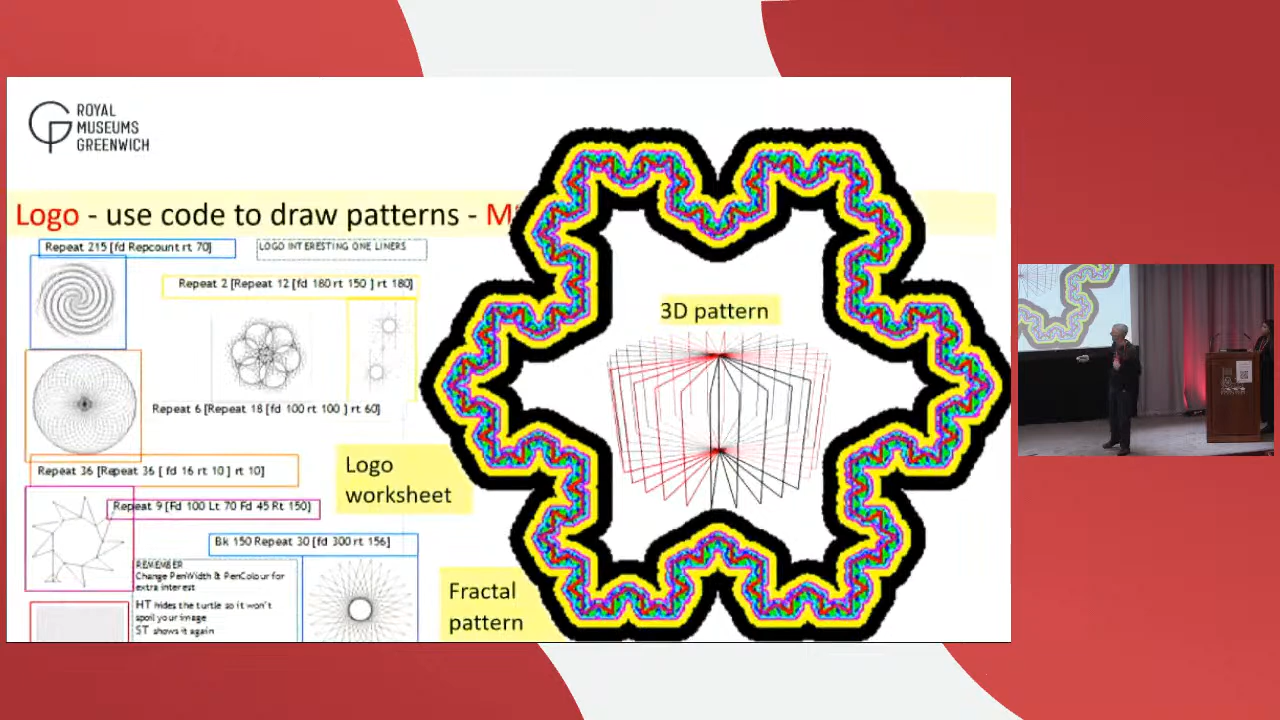 ROYAL
MUSEUMS
GREENWICH
Logo - use code to draw patterns -
Repeat 215 [fd Repcount rt 70]
LOGO INTERESTING ONE LINERS
Repeat 2 [Repeat 12 [fd 180 rt 150 ] rt 180]
3D pattern
Repeat 6 [Repeat 18 [fd 100 rt 100 ] rt 60]
Repeat 36 [Repeat 36 [ fd 16 rt 10 ] rt 10]
Logo
worksheet
Repeat 9 [Fd 100 Lt 70 Fd 45 Rt 150]
Bk 150 Repeat 30 [fd 300 rt 156]
REMEMBER
Change PenWidth & PenColour for
extra interest
HT hides the turtle so it won't
spoil your image
ST shows it again
Fractal
pattern